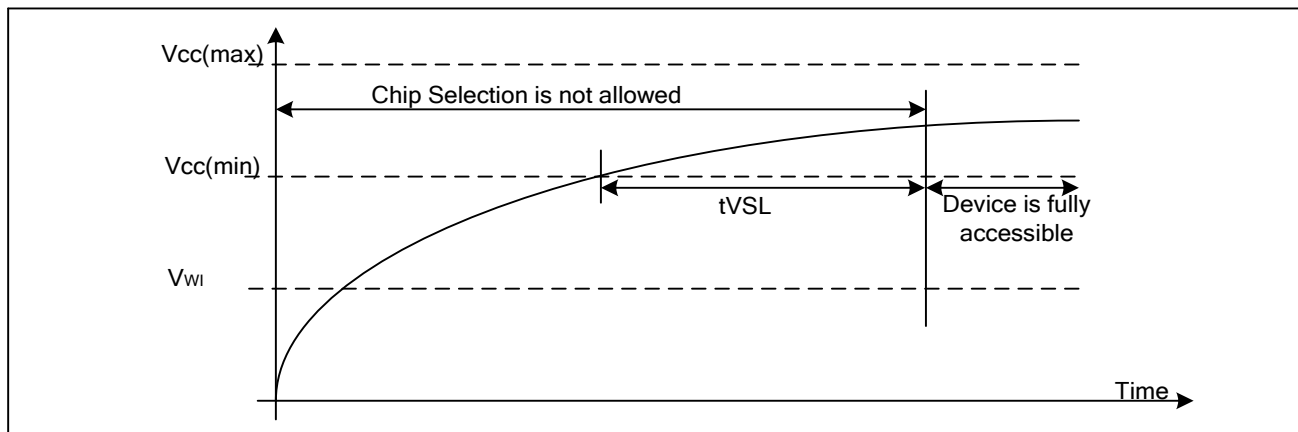 Vcc(max)
Chip Selection is not allowed
Vcc(min)
tVSL
Device is fully
accessible
VWI
Time